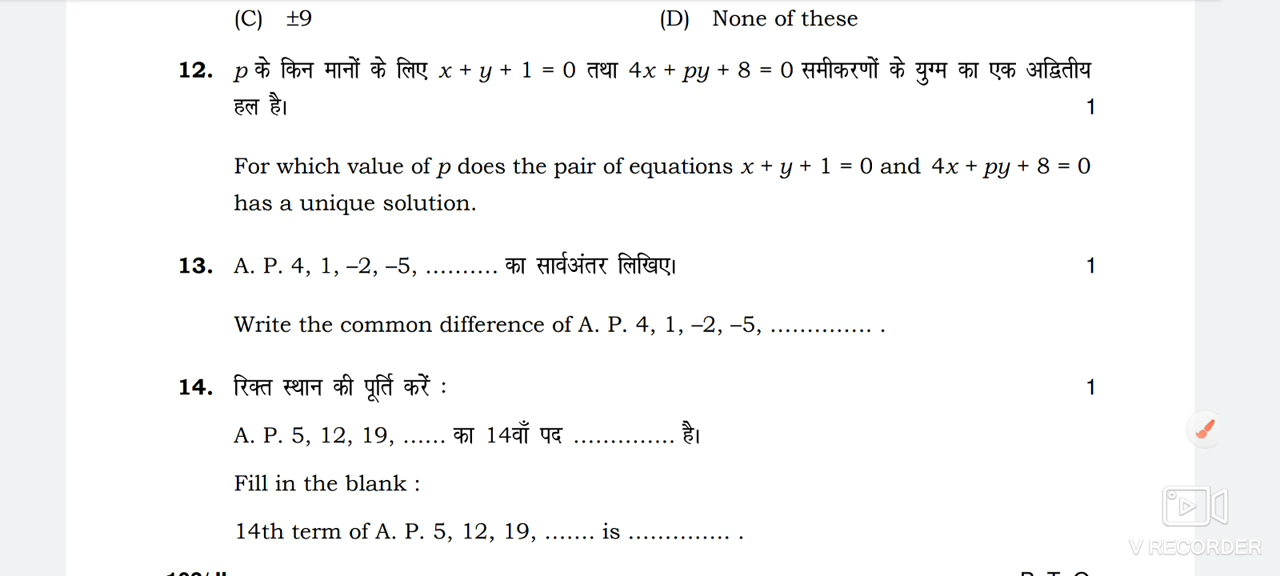 (C) ±9 (D) None of these
12. p के किन मानों के लिए x + y + 1 = 0 तथा 4x + py + 8 = 0 समीकरणों के युग्म का एक अद्वितीय
हल है। 1
For which value of p does the pair of equations x + y + 1 = 0 and 4x + py + 8 = 0
has a unique solution.
13. A. P. 4, 1, –2, –5, .......... का सार्वअंतर लिखिए। 1
Write the common difference of A. P. 4, 1, –2, –5, .............. .
14. रिक्त स्थान की पूर्ति करें : 1
A. P. 5, 12, 19, ...... का 14वाँ पद .............. है।
Fill in the blank :
14th term of A. P. 5, 12, 19, ....... is .............. .
V RECORDER